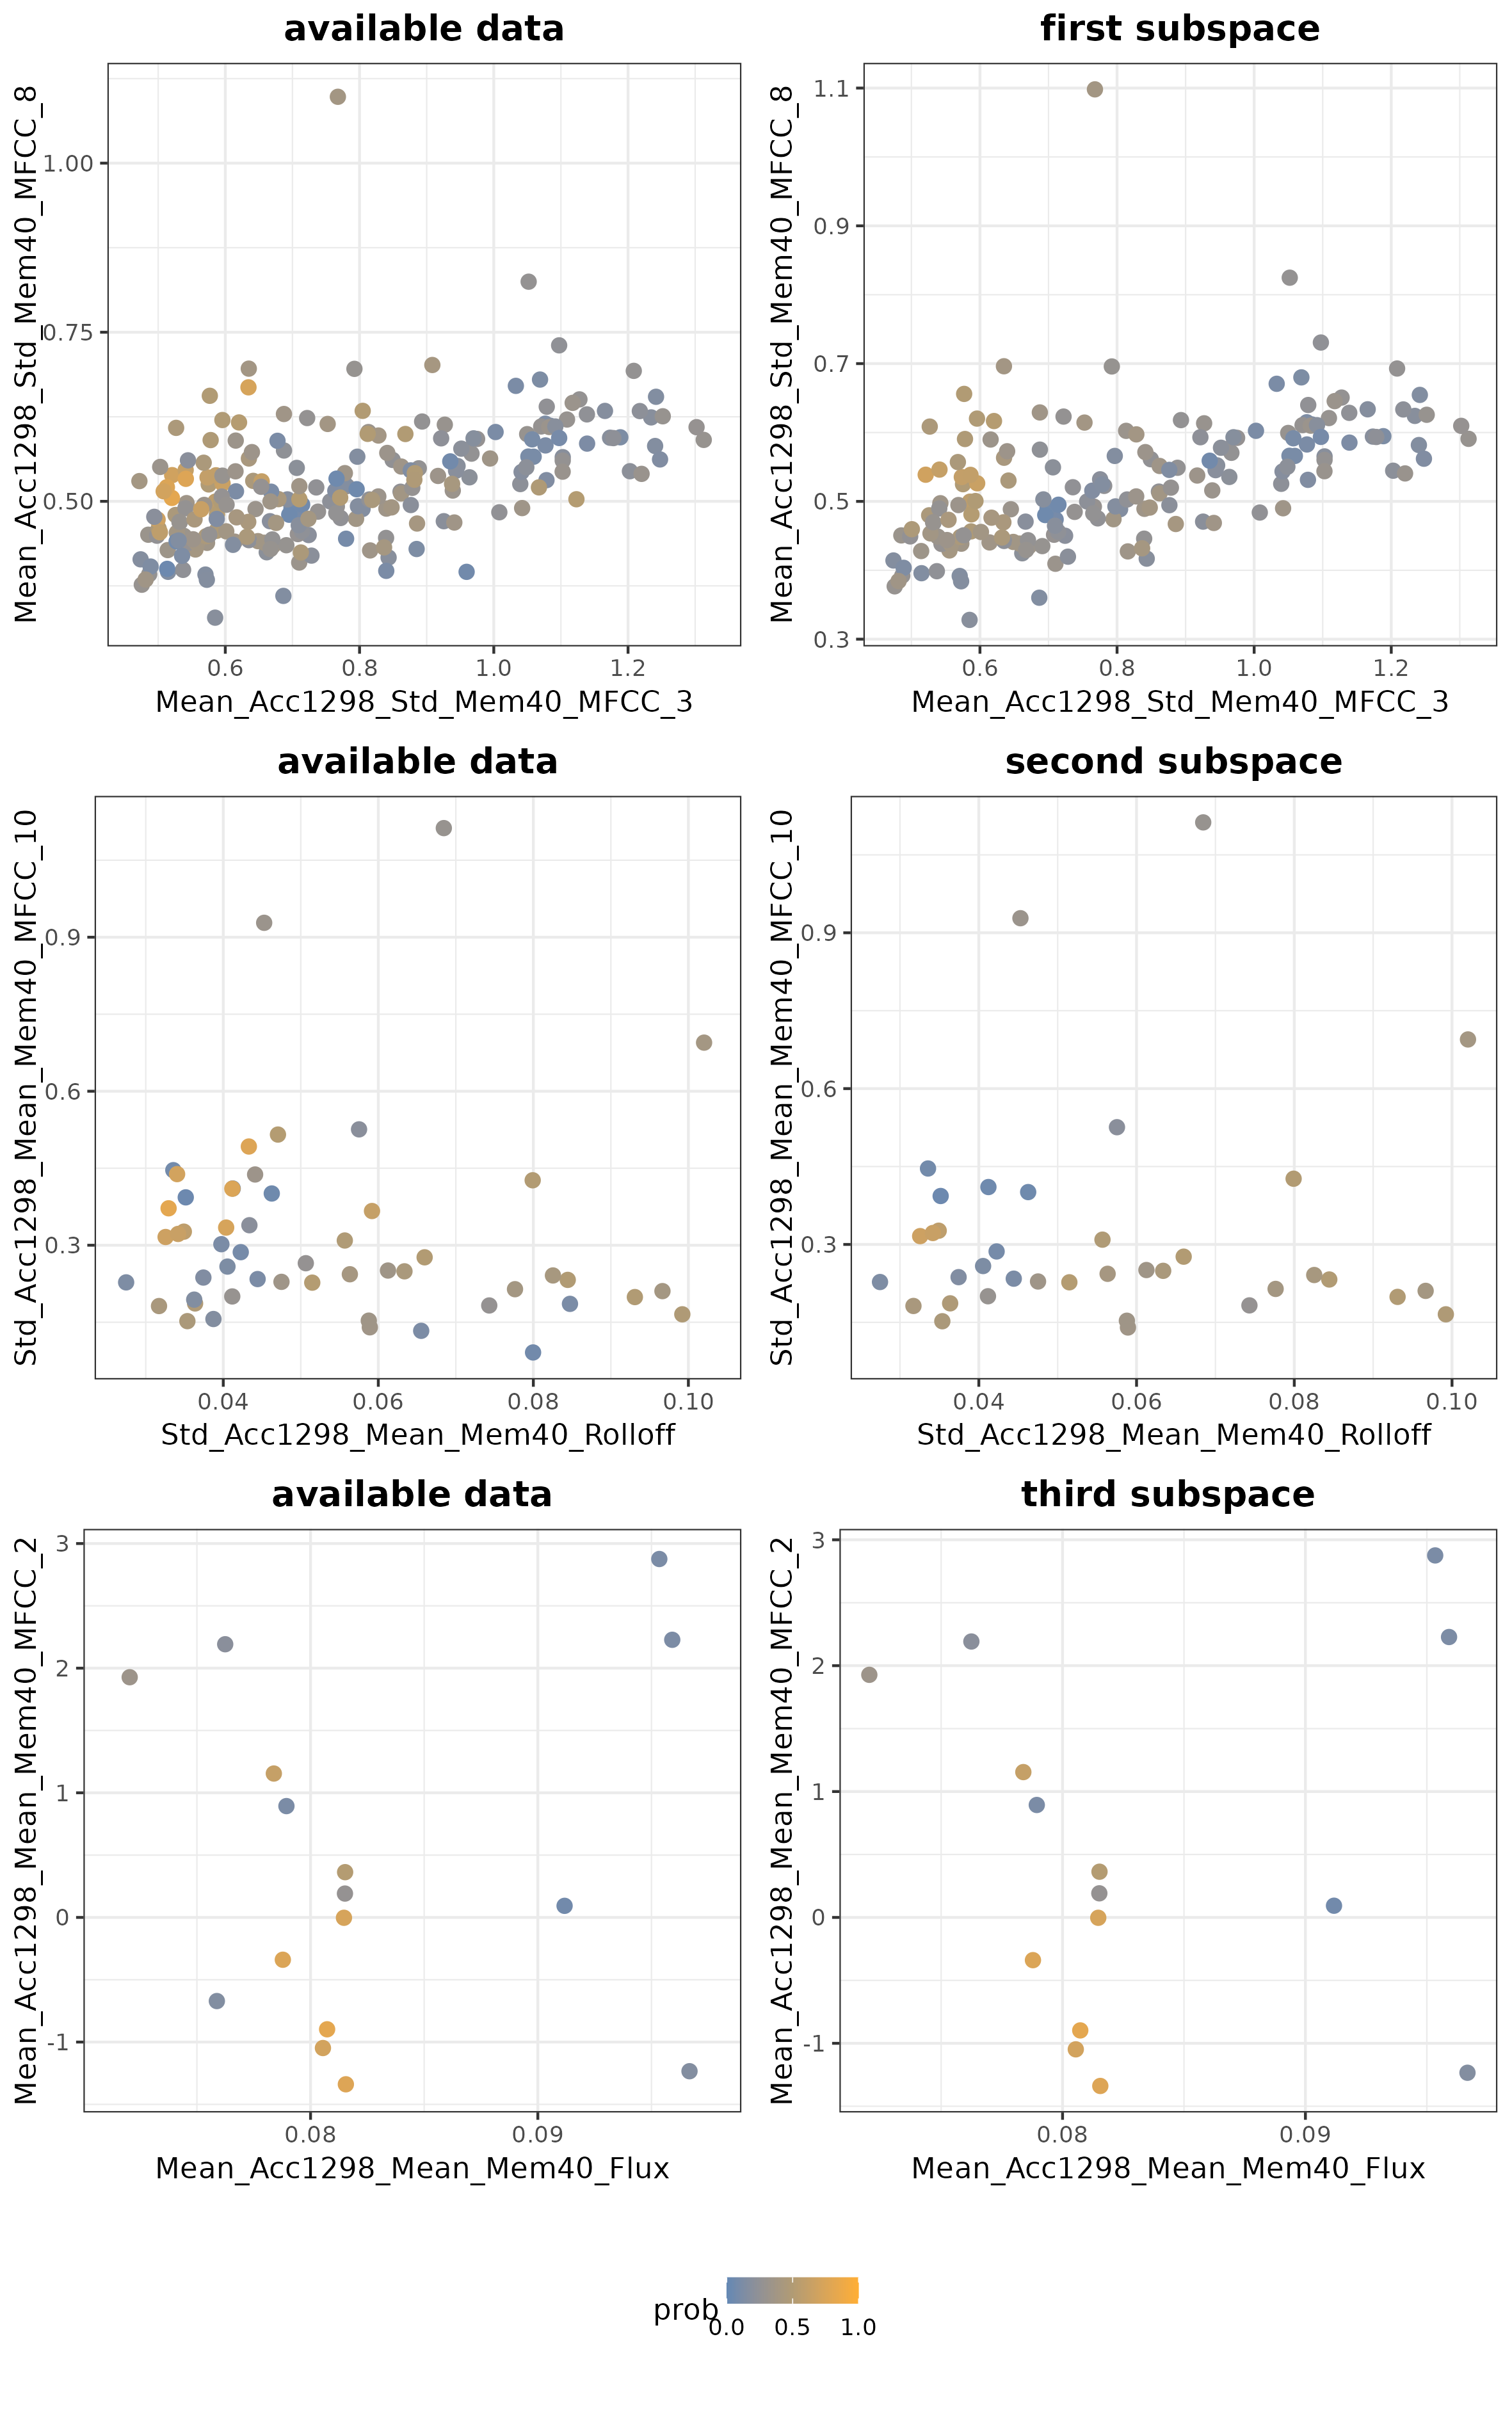 available data
first subspace
Mean_Acc1298_Std_Mem40_MFCC_8
1.00
0.75
0.50
0.6 0.8 1.0 1.2
Mean_Acc1298_Std_Mem40_MFCC_3
Mean_Acc1298_Std_Mem40_MFCC_8
1.1
0.9
0.7
0.5
0.3
0.6 0.8 1.0 1.2
Mean_Acc1298_Std_Mem40_MFCC_3
available data
second subspace
Std_Acc1298_Mean_Mem40_MFCC_10
0.9
0.6
0.3
0.04 0.06 0.08 0.10
Std_Acc1298_Mean_Mem40_Rolloff
Std_Acc1298_Mean_Mem40_MFCC_10
0.9
0.6
0.3
0.04 0.06 0.08 0.10
Std_Acc1298_Mean_Mem40_Rolloff
available data
third subspace
Mean_Acc1298_Mean_Mem40_MFCC_2
3
2
1
0
-1
0.08 0.09
Mean_Acc1298_Mean_Mem40_Flux
Mean_Acc1298_Mean_Mem40_MFCC_2
3
2
1
0
-1
0.08 0.09
Mean_Acc1298_Mean_Mem40_Flux
prob
0.0 0.5 1.0